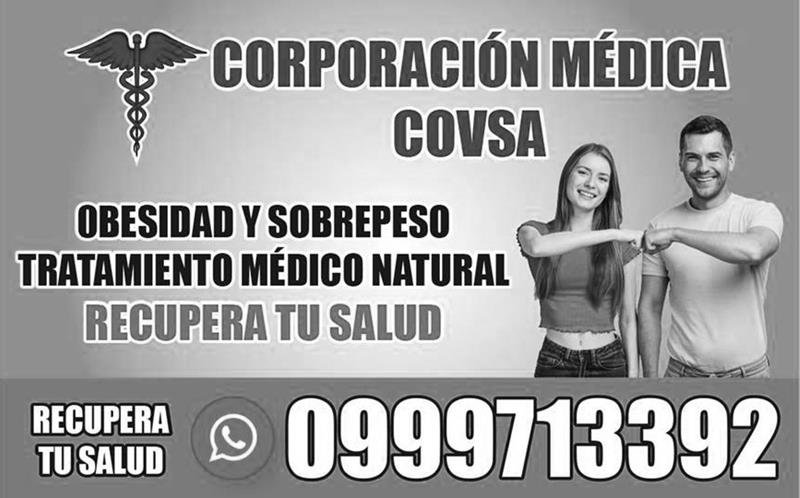 CORPORACIÓN MÉDICA
COVSA
OBESIDAD Y SOBREPESO
TRATAMIENTO MÉDICO NATURAL
RECUPERA TU SALUD
RECUPERA
TU SALUD
0999713392